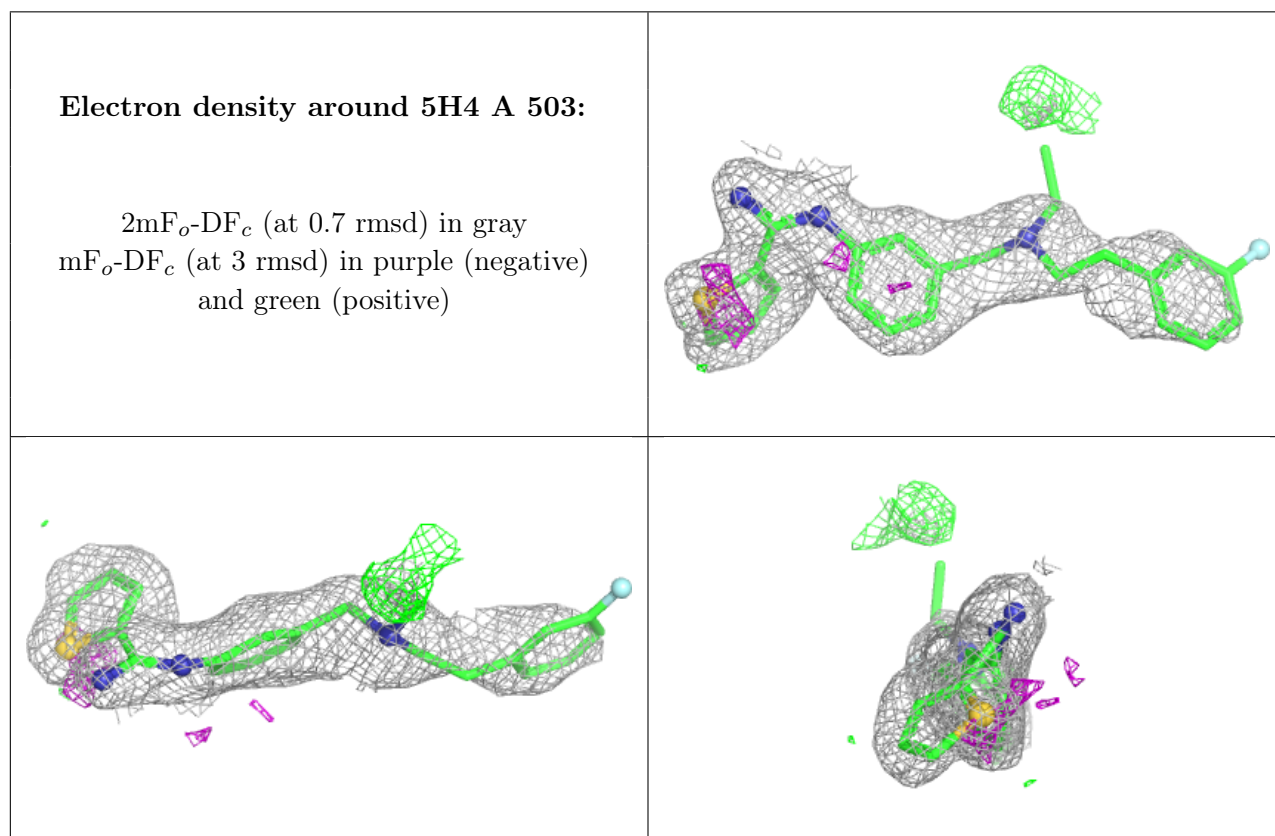 Electron density around 5H4 A 503:
2mFo-DFc (at 0.7 rmsd) in gray
mFo-DFc (at 3 rmsd) in purple (negative)
and green (positive)